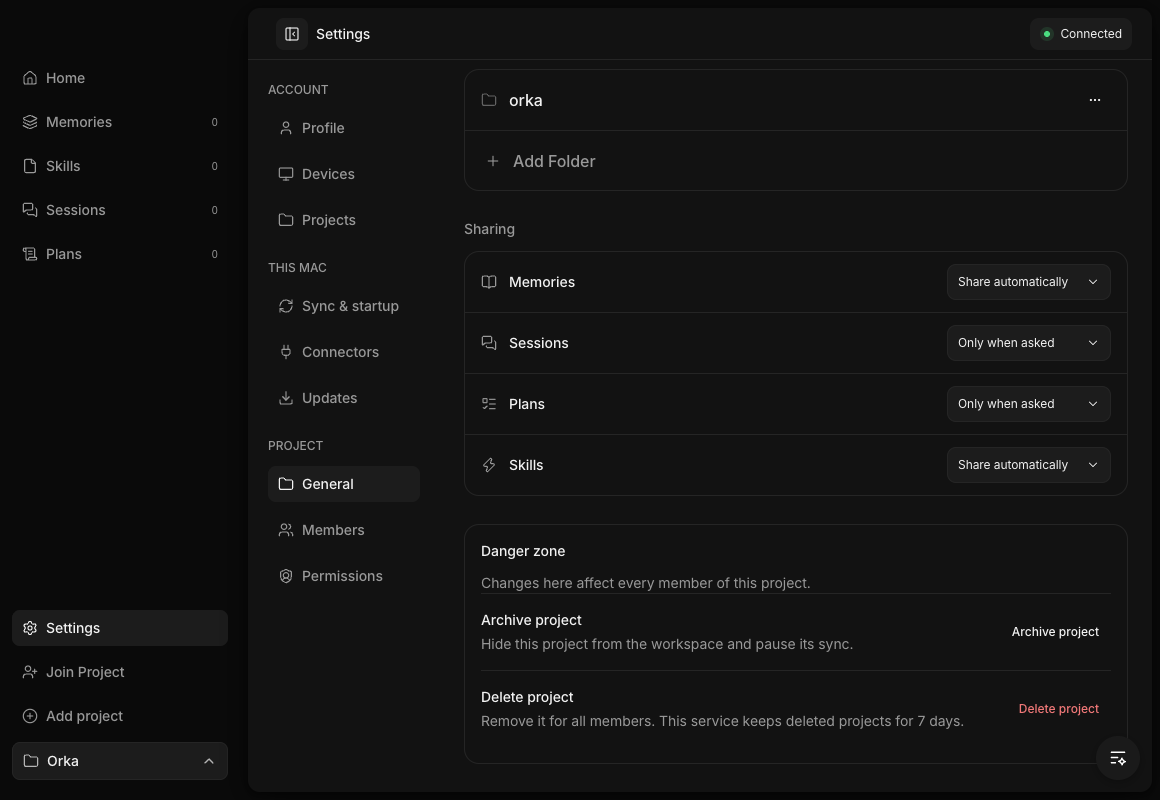 Settings
Connected
Home
Memories 0
Skills 0
Sessions 0
Plans 0
Settings
Join Project
Add project
Orka
ACCOUNT
Profile
Devices
Projects
THIS MAC
Sync & startup
Connectors
Updates
PROJECT
General
Members
Permissions
orka
Add Folder
Sharing
Memories Share automatically
Sessions Only when asked
Plans Only when asked
Skills Share automatically
Danger zone
Changes here affect every member of this project.
Archive project
Hide this project from the workspace and pause its sync.
Archive project
Delete project
Remove it for all members. This service keeps deleted projects for 7 days.
Delete project